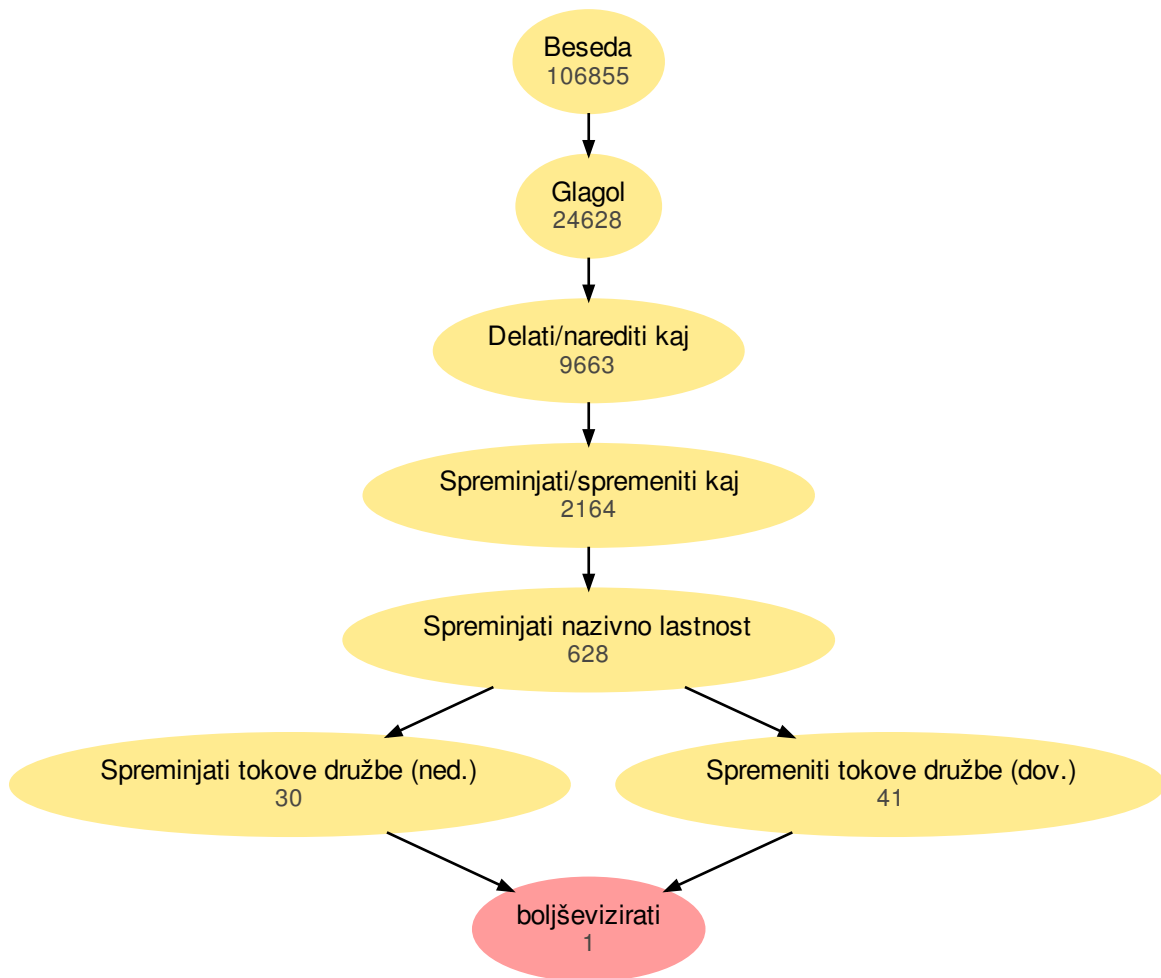 Beseda
106855
Glagol
24628
Delati/narediti kaj
9663
Spreminjati/spremeniti kaj
2164
Spreminjati nazivno lastnost
628
Spreminjati tokove družbe (ned.)
30
Spremeniti tokove družbe (dov.)
41
boljševizirati
1